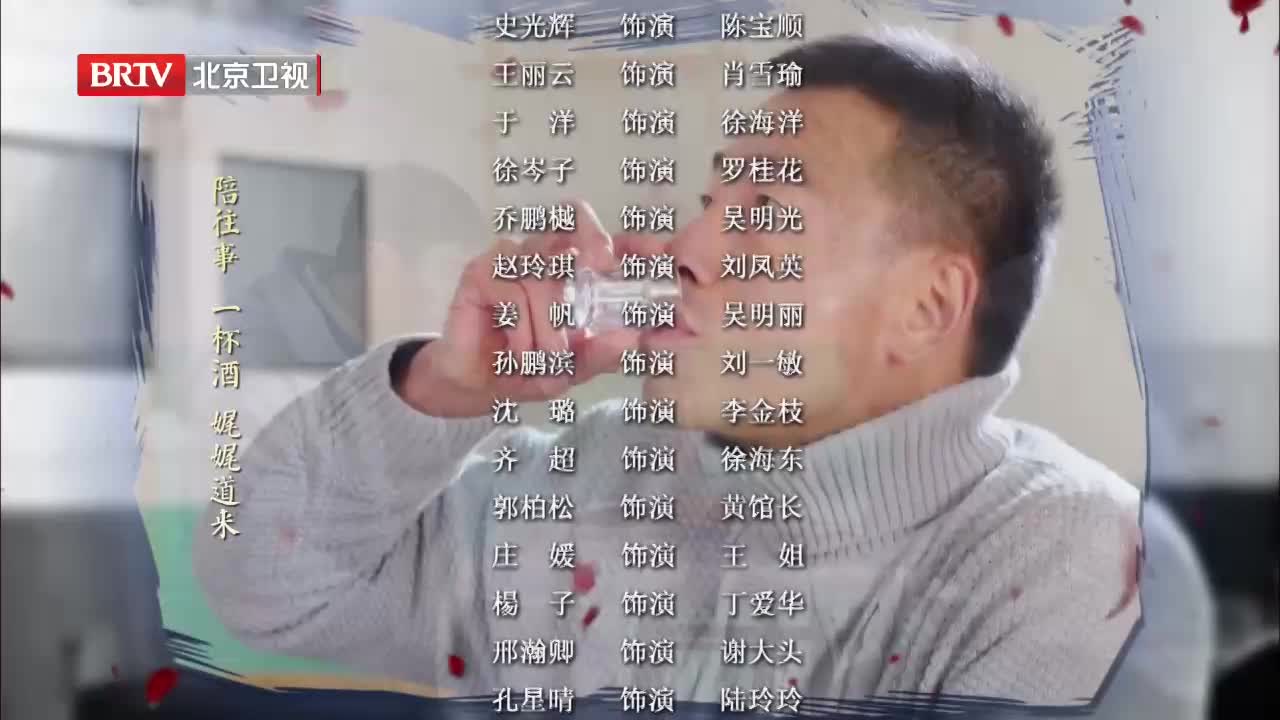 史光辉 饰演 陈宝顺
BRTV 北京卫视
王丽云 饰演 肖雪瑜
于 洋 饰演 徐海洋
徐岑子 饰演 罗桂花
乔鹏樾 饰演 吴明光
赵玲琪 饰演 刘凤英
姜 帆 饰演 吴明丽
孙鹏滨 饰演 刘一敏
沈 璐 饰演 李金枝
齐 超 饰演 徐海东
郭柏松 饰演 黄馆长
庄 媛 饰演 王 姐
楊 子 饰演 丁爱华
邢瀚卿 饰演 谢大头
孔星晴 饰演 陆玲玲
陪往事 一杯酒 娓娓道来